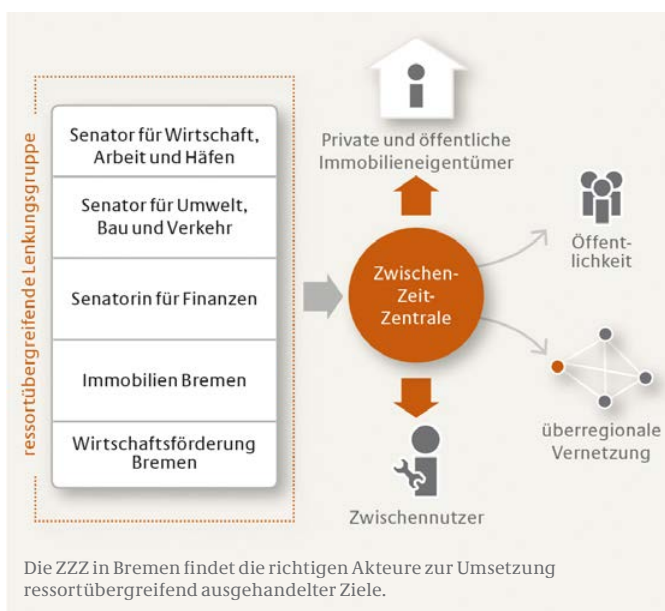 ressortübergreifende Lenkungsgruppe
Senator für Wirtschaft,
Arbeit und Häfen
Senator für Umwelt,
Bau und Verkehr
Senatorin für Finanzen
Immobilien Bremen
Wirtschaftsförderung
Bremen
Private und öffentliche
Immobilieneigentümer
Zwischen-
Zeit-
Zentrale
Öffent-
lichkeit
überregionale
Vernetzung
Zwischennutzer
Die ZZZ in Bremen findet die richtigen Akteure zur Umsetzung
ressortübergreifend ausgehandelter Ziele.